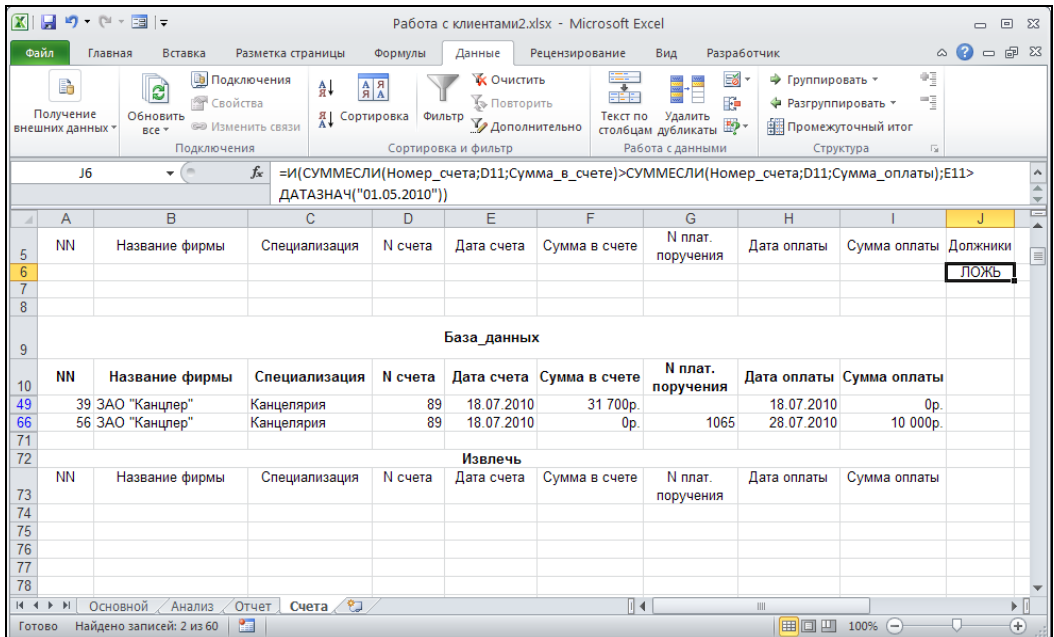 Работа с клиентами2.xlsx - Microsoft Excel
Файл Главная Вставка Разметка страницы Формулы Данные Рецензирование Вид Разработчик
Получение внешних данных
Обновить все
Подключения
Свойства
Изменить связи
Подключения
Сортировка
Фильтр
Очистить
Повторить
Дополнительно
Сортировка и фильтр
Текст по столбцам
Удалить дубликаты
Работа с данными
Группировать
Разгруппировать
Промежуточный итог
Структура
J6 fx =И(СУММЕСЛИ(Номер_счета;D11;Сумма_в_счете)>СУММЕСЛИ(Номер_счета;D11;Сумма_оплаты);E11>
ДАТАЗНАЧ("01.05.2010"))
A B C D E F G H I J
5 NN Название фирмы Специализация N счета Дата счета Сумма в счете N плат. поручения Дата оплаты Сумма оплаты Должники
6 ЛОЖЬ
7
8
9 База_данных
10 NN Название фирмы Специализация N счета Дата счета Сумма в счете N плат. поручения Дата оплаты Сумма оплаты
49 39 ЗАО "Канцлер" Канцелярия 89 18.07.2010 31 700р. 18.07.2010 0р.
66 56 ЗАО "Канцлер" Канцелярия 89 18.07.2010 0р. 1065 28.07.2010 10 000р.
71
72 Извлечь
73 NN Название фирмы Специализация N счета Дата счета Сумма в счете N плат. поручения Дата оплаты Сумма оплаты
74
75
76
77
78
Основной Анализ Отчет Счета
Готово Найдено записей: 2 из 60 100%